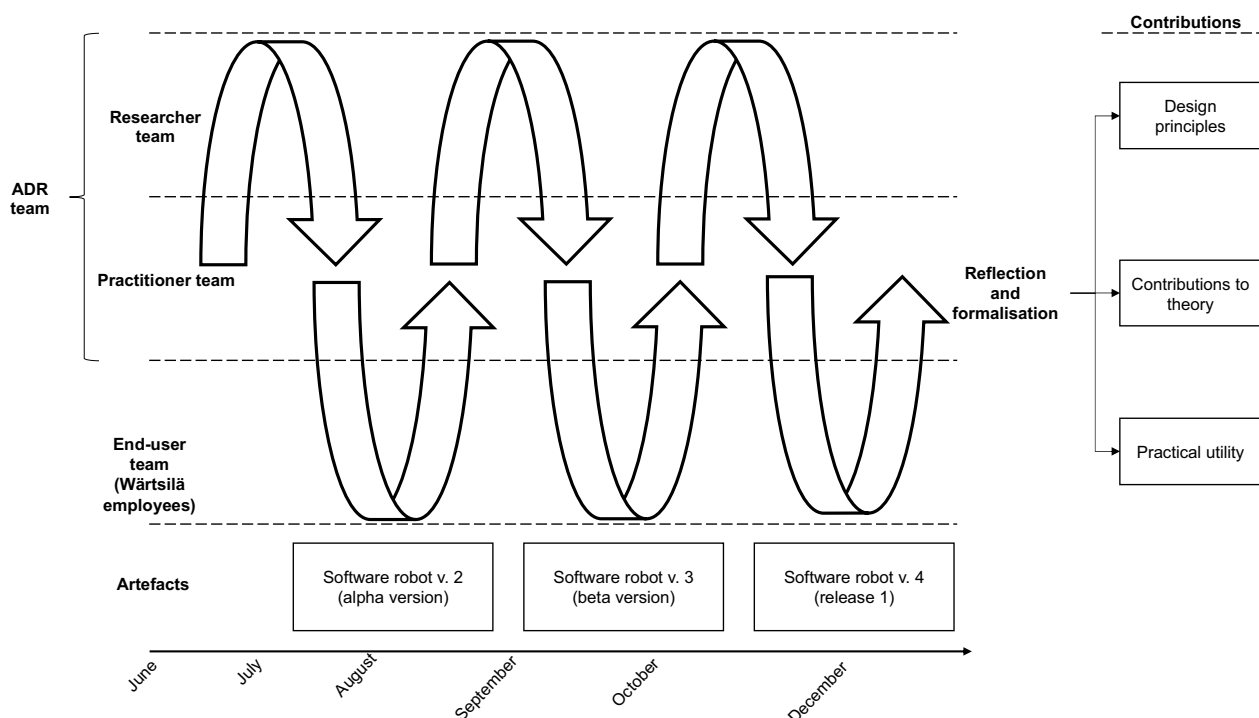 Contributions
Researcher
team
Design
principles
ADR
team
Practitioner team
Reflection
and
formalisation
Contributions to
theory
End-user
team
(Wärtsilä
employees)
Practical utility
Artefacts
Software robot v. 2
(alpha version)
Software robot v. 3
(beta version)
Software robot v. 4
(release 1)
June
July
August
September
October
December